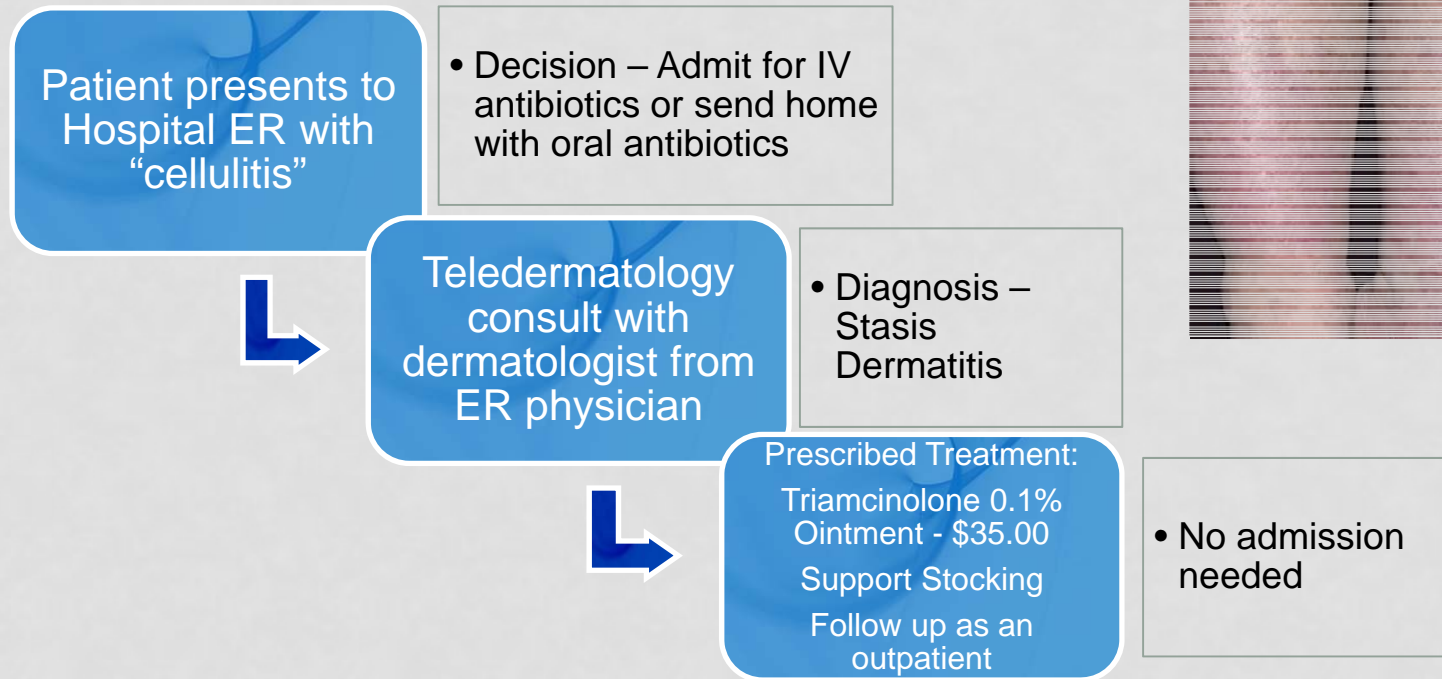 Patient presents to
Hospital ER with
“cellulitis”
• Decision – Admit for IV
antibiotics or send home
with oral antibiotics
Teledermatology
consult with
dermatologist from
ER physician
• Diagnosis –
Stasis
Dermatitis
Prescribed Treatment:
Triamcinolone 0.1%
Ointment - $35.00
Support Stocking
Follow up as an
outpatient
• No admission
needed